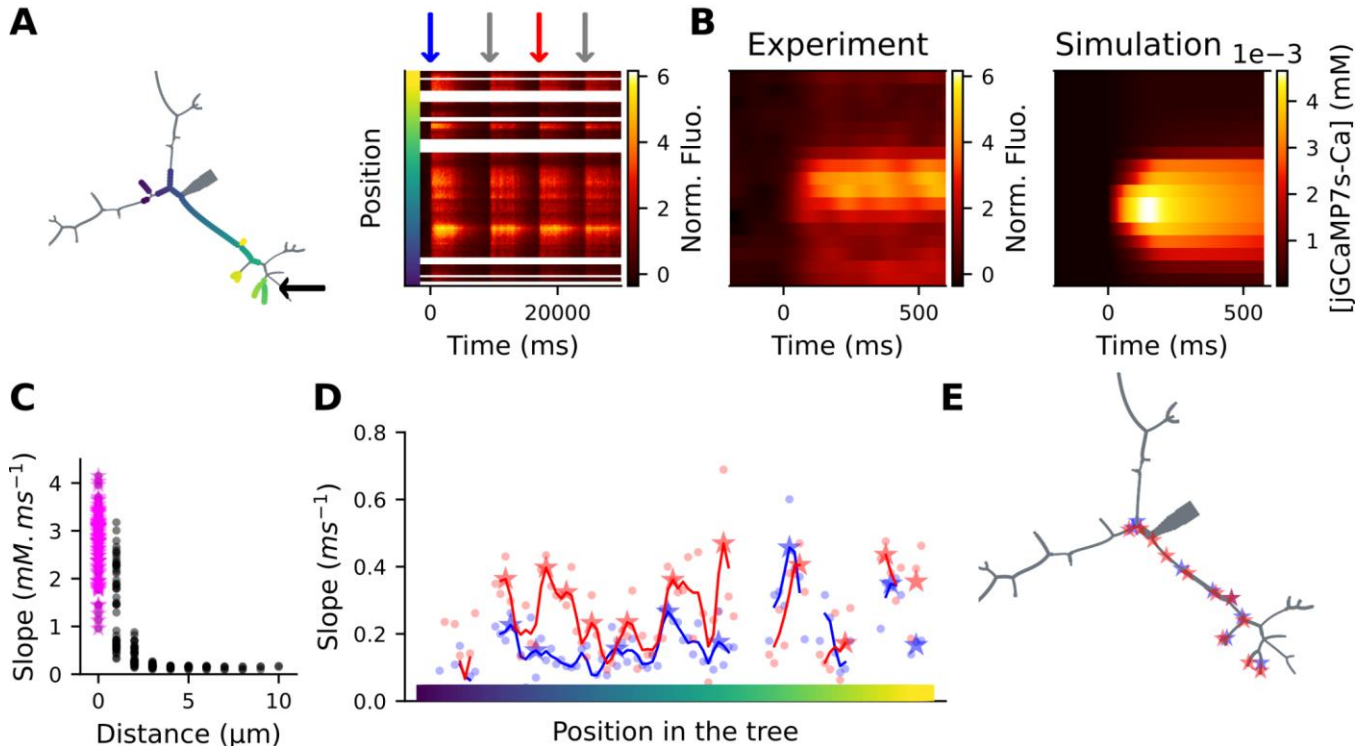 A
B
Experiment
Simulation
1e−3
Position
6
4
2
0
Norm. Fluo.
0
20000
Time (ms)
6
4
2
0
Norm. Fluo.
0
500
Time (ms)
4
3
2
1
[jGCaMP7s-Ca] (mM)
0
500
Time (ms)
C
D
E
Slope (mM. ms−1)
4
3
2
1
0
0
5
10
Distance (µm)
Slope (ms−1)
0.8
0.6
0.4
0.2
0.0
Position in the tree